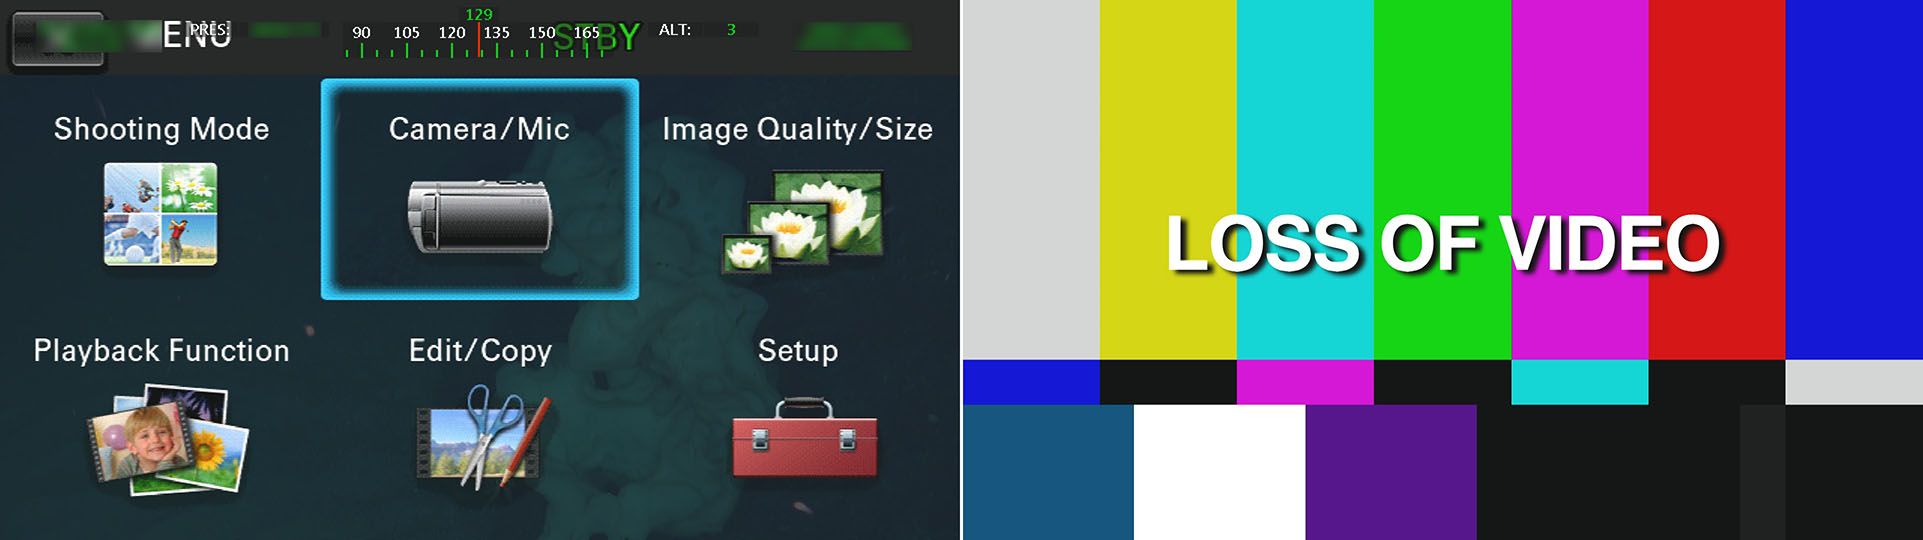 129
ENU PRES: 90 105 120 135 150 165 STBY ALT: 3
Shooting Mode Camera/Mic Image Quality/Size
Playback Function Edit/Copy Setup
LOSS OF VIDEO